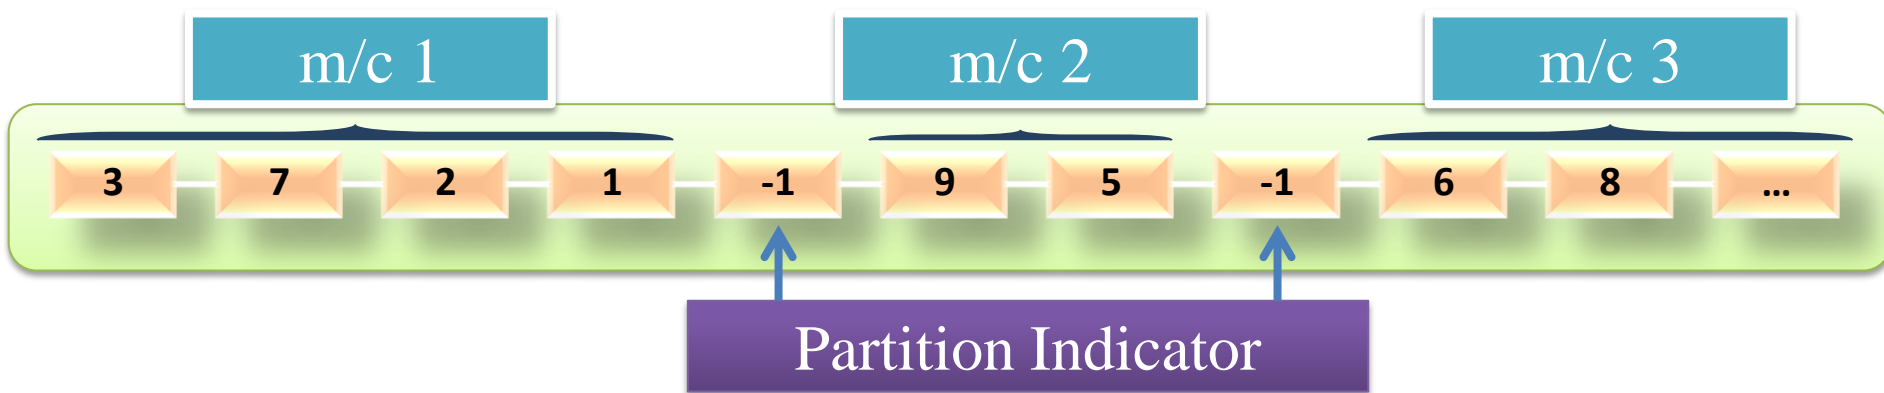 m/c 1 m/c 2 m/c 3
3 7 2 1 -1 9 5 -1 6 8 ...
Partition Indicator